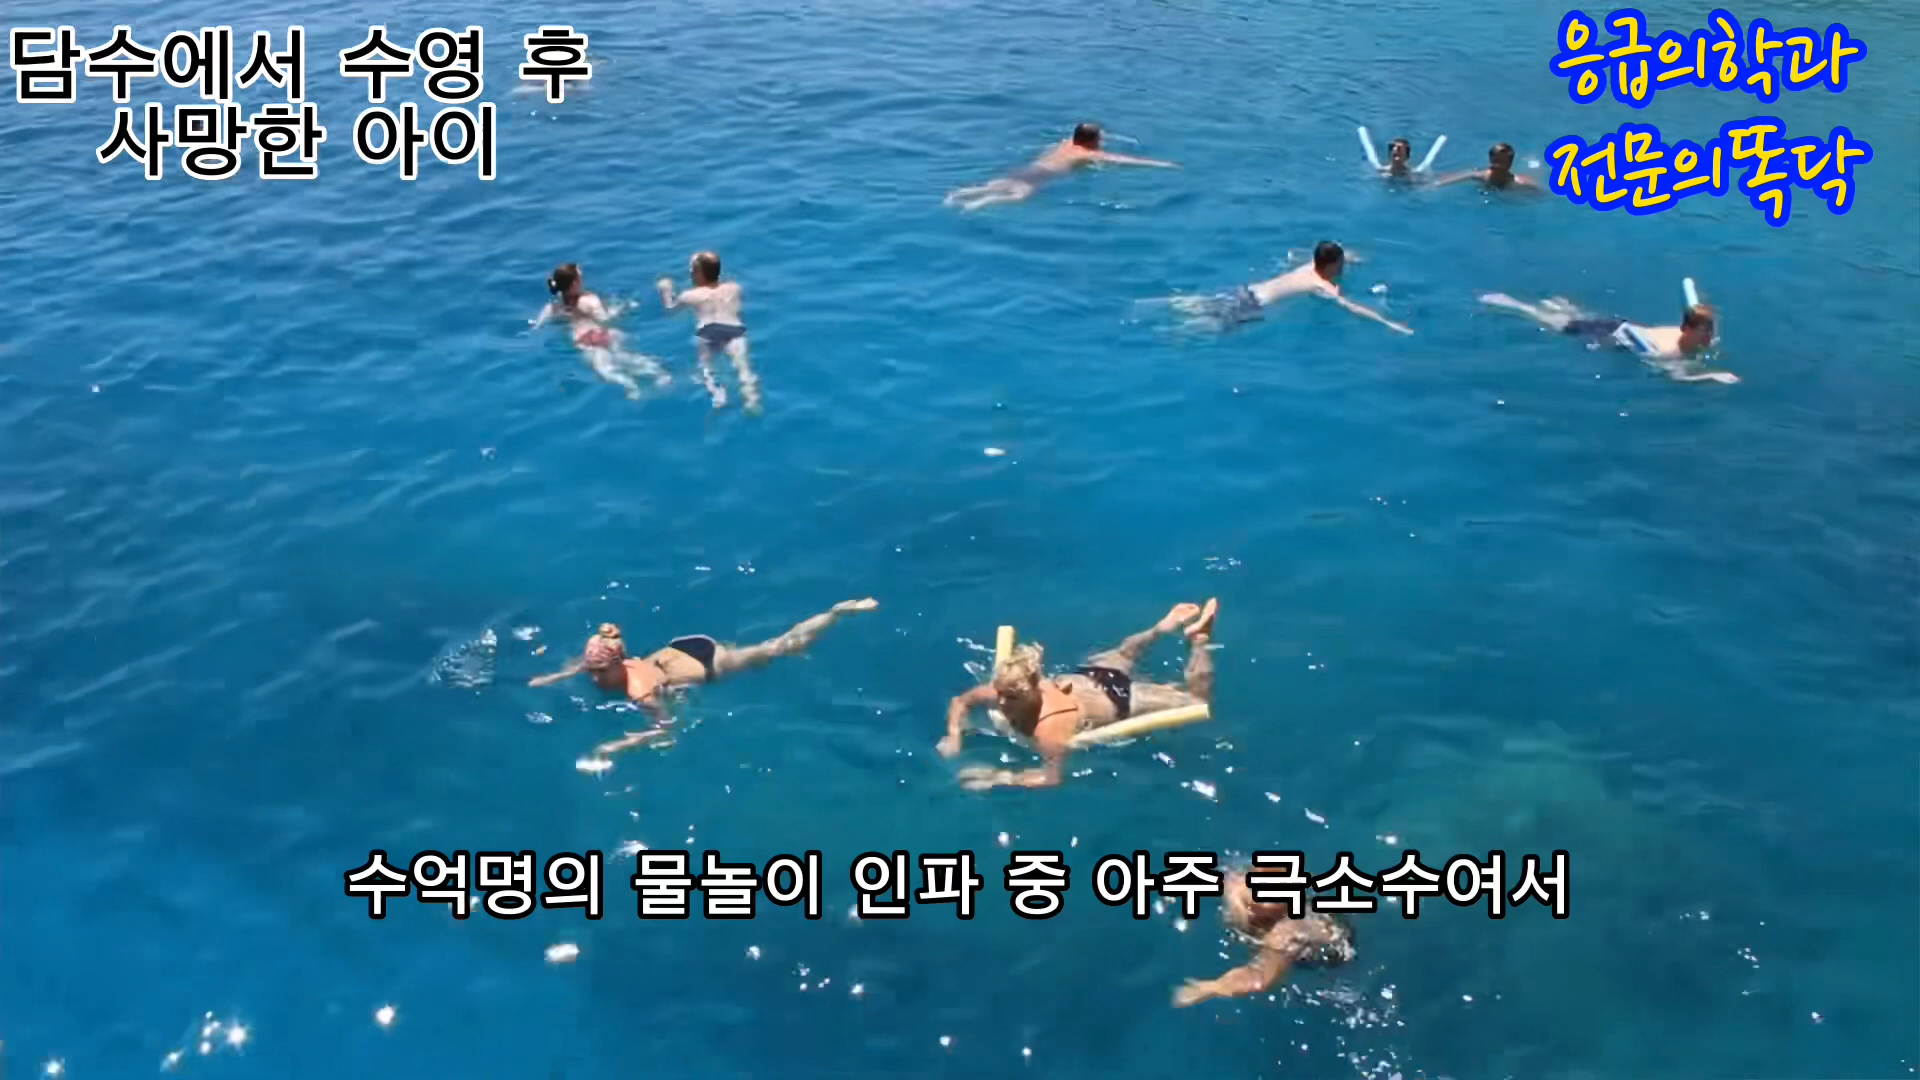 담수에서 수영 후
사망한 아이
응급의학과
전문의똑닥
수억명의 물놀이 인파 중 아주 극소수여서